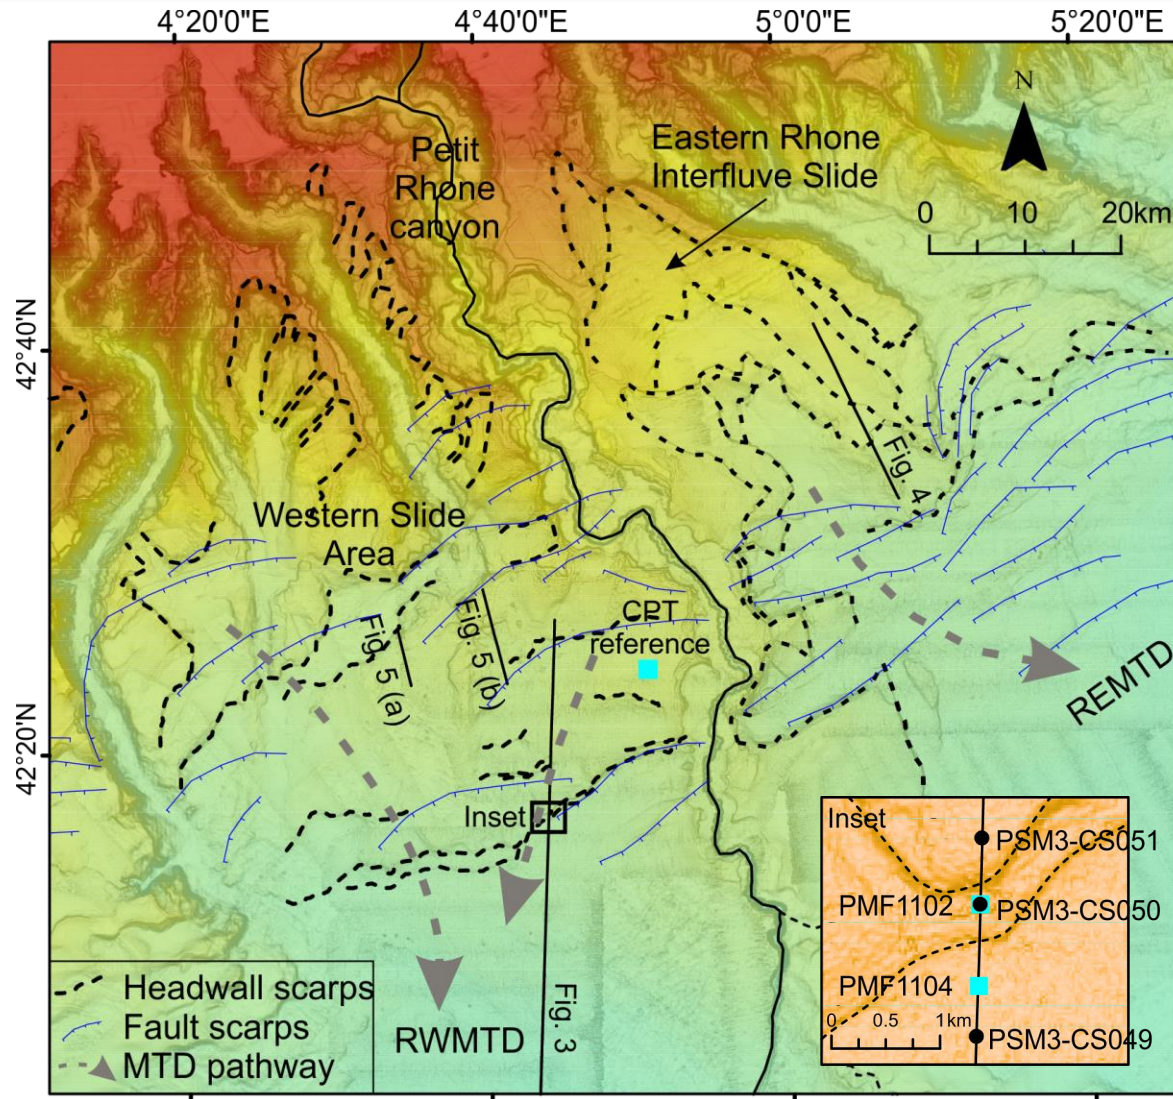 4°20'0"E
4°40'0"E
5°0'0"E
5°20'0"E
N
0 10 20km
Petit
Rhone
canyon
Eastern Rhone
Interfluve Slide
42°40'N
Fig. 4
Western Slide
Area
Fig. 5 (a)
Fig. 5 (b)
CPT
reference
REMTD
42°20'N
Inset
Inset
PSM3-CS051
PMF1102
PSM3-CS050
PMF1104
0 0.5 1km
PSM3-CS049
Headwall scarps
Fault scarps
MTD pathway
RWMTD
Fig. 3